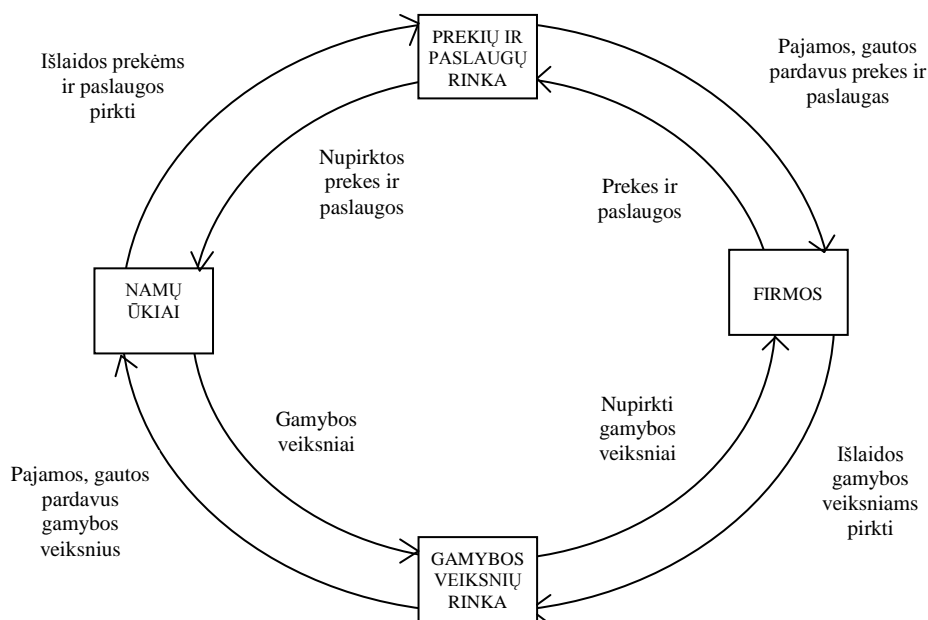 PREKIŲ IR
PASLAUGŲ
RINKA
Išlaidos prekėms
ir paslaugos
pirkti
Pajamos, gautos
pardavus prekes ir
paslaugas
Nupirktos
prekes ir
paslaugos
Prekes ir
paslaugos
NAMŲ
ŪKIAI
FIRMOS
Gamybos
veiksniai
Nupirkti
gamybos
veiksniai
Pajamos, gautos
pardavus
gamybos
veiksnius
Išlaidos
gamybos
veiksniams
pirkti
GAMYBOS
VEIKSNIŲ
RINKA